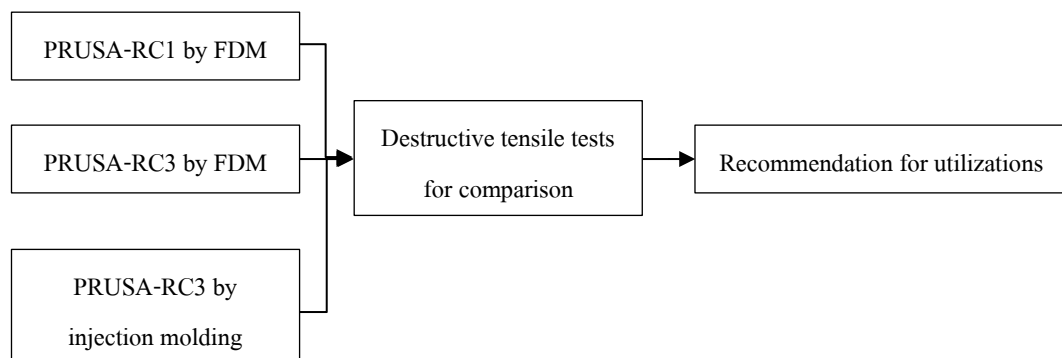 PRUSA-RC1 by FDM
PRUSA-RC3 by FDM
PRUSA-RC3 by
injection molding
Destructive tensile tests
for comparison
Recommendation for utilizations